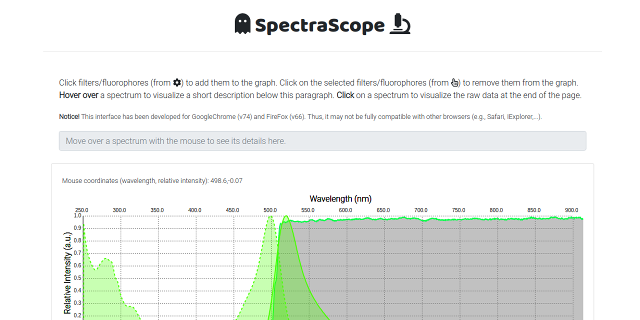 SpectraScope
Click filters/fluorophores (from ) to add them to the graph. Click on the selected filters/fluorophores (from ) to remove them from the graph.
Hover over a spectrum to visualize a short description below this paragraph. Click on a spectrum to visualize the raw data at the end of the page.
Notice! This interface has been developed for GoogleChrome (v74) and FireFox (v66). Thus, it may not be fully compatible with other browsers (e.g., Safari, IExplorer,...).
Move over a spectrum with the mouse to see its details here.
Mouse coordinates (wavelength, relative intensity): 498.6,-0.07
Wavelength (nm)
250.0 300.0 350.0 400.0 450.0 500.0 550.0 600.0 650.0 700.0 750.0 800.0 850.0 900.0
1.0
0.9
0.8
0.7
0.6
0.5
0.4
0.3
0.2
Relative Intensity (a.u.)